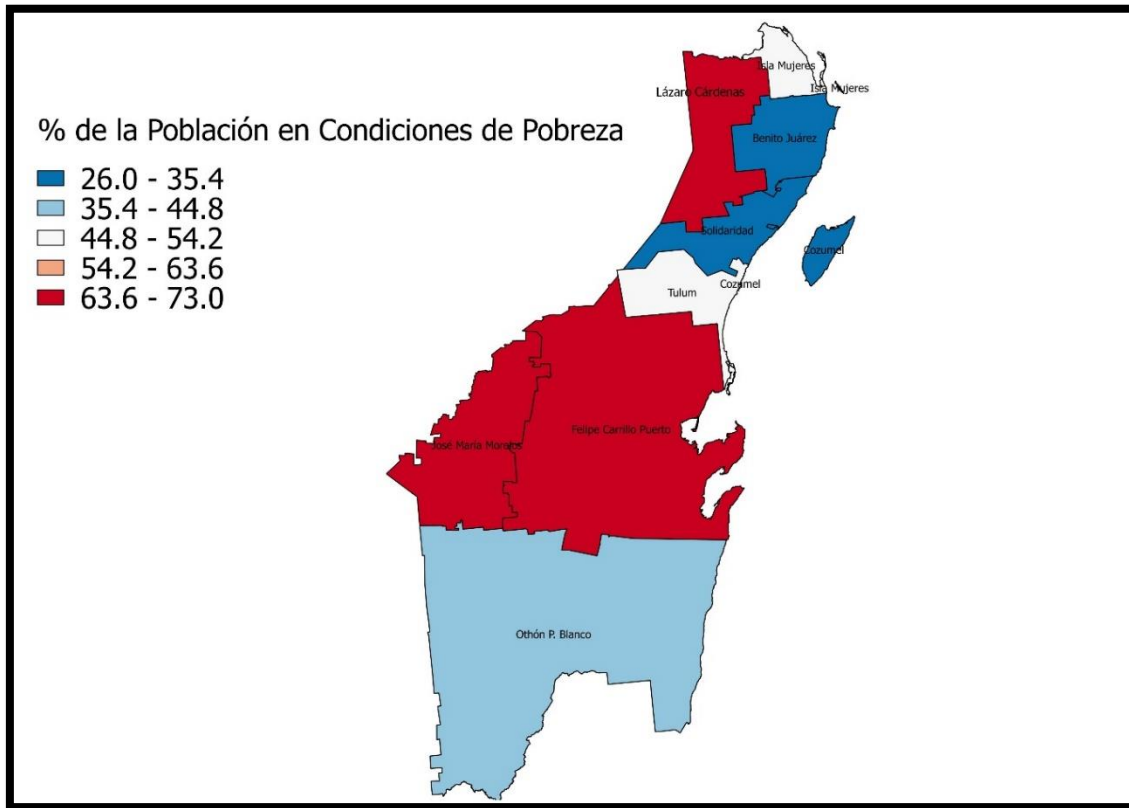 % de la Población en Condiciones de Pobreza
26.0 - 35.4
35.4 - 44.8
44.8 - 54.2
54.2 - 63.6
63.6 - 73.0
Isla Mujeres
Isla Mujeres
Lázaro Cárdenas
Benito Juárez
Solidaridad
Cozumel
Cozumel
Tulum
Felipe Carrillo Puerto
José María Morelos
Othón P. Blanco